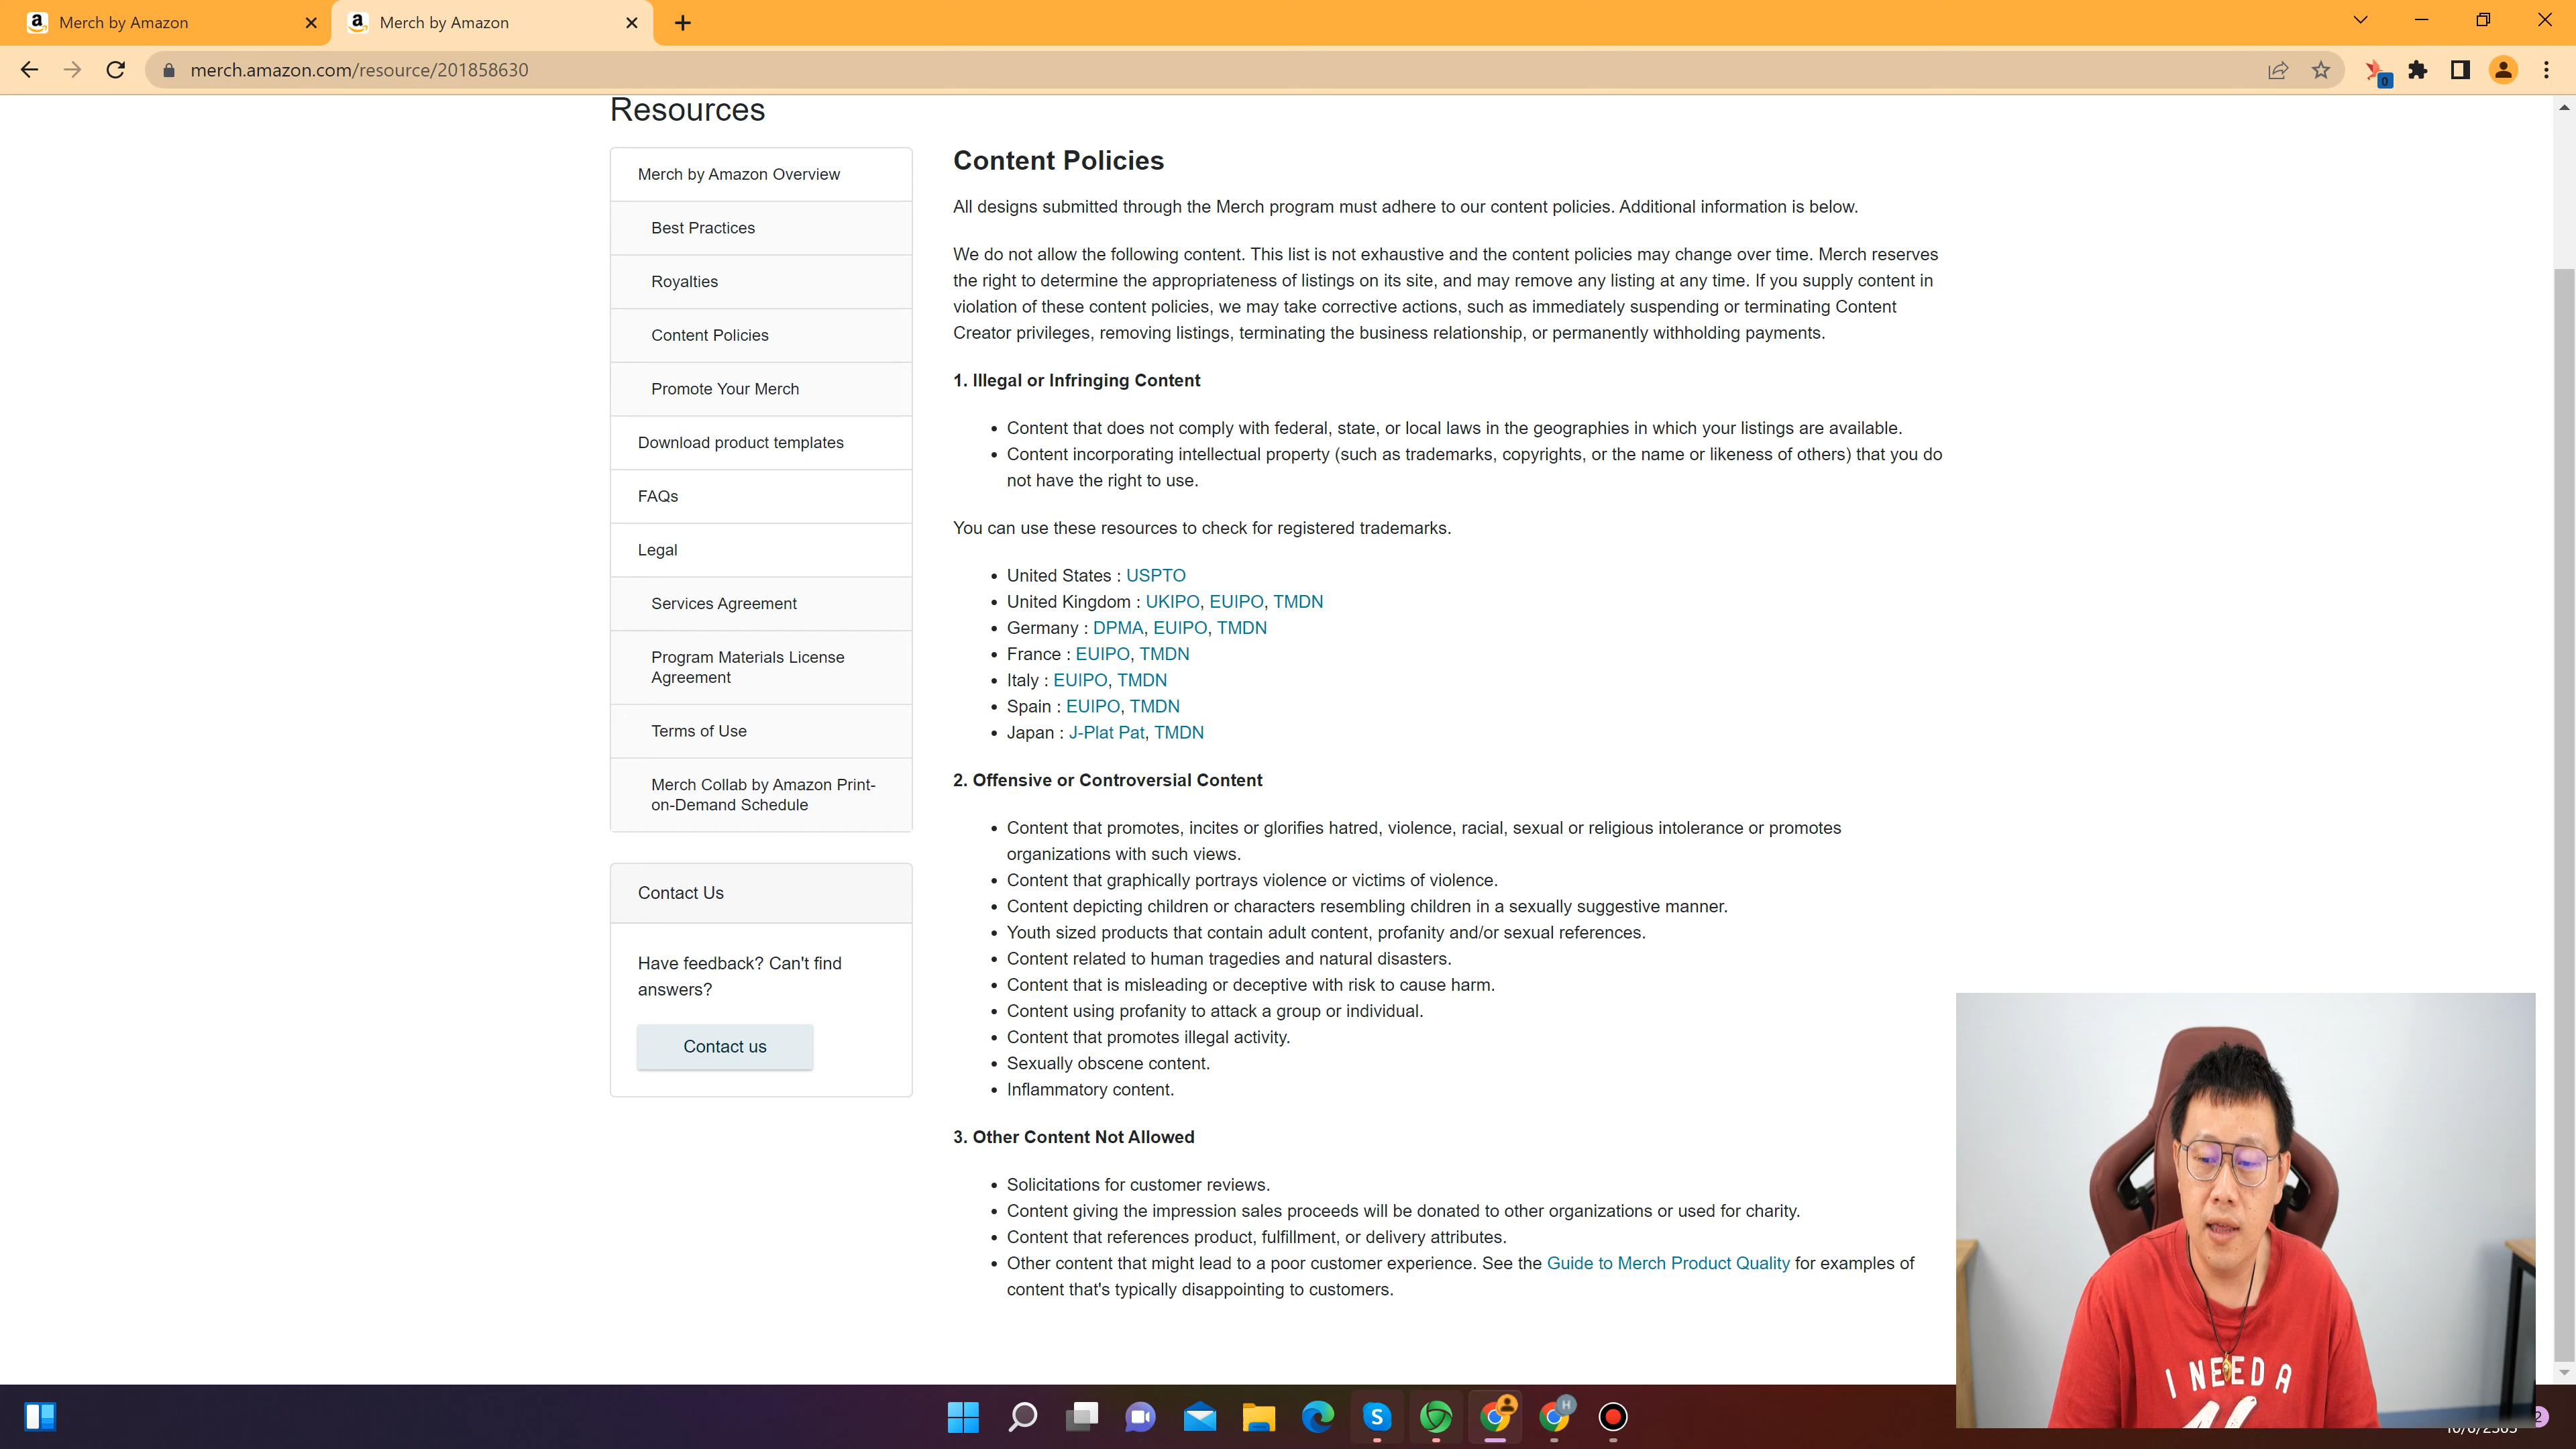 Merch by Amazon
Merch by Amazon
merch.amazon.com/resource/201858630
0
Resources
Merch by Amazon Overview
Best Practices
Royalties
Content Policies
Promote Your Merch
Download product templates
FAQs
Legal
Services Agreement
Program Materials License
Agreement
Terms of Use
Merch Collab by Amazon Print-
on-Demand Schedule
Contact Us
Have feedback? Can't find
answers?
Contact us
Content Policies
All designs submitted through the Merch program must adhere to our content policies. Additional information is below.
We do not allow the following content. This list is not exhaustive and the content policies may change over time. Merch reserves
the right to determine the appropriateness of listings on its site, and may remove any listing at any time. If you supply content in
violation of these content policies, we may take corrective actions, such as immediately suspending or terminating Content
Creator privileges, removing listings, terminating the business relationship, or permanently withholding payments.
1. Illegal or Infringing Content
• Content that does not comply with federal, state, or local laws in the geographies in which your listings are available.
• Content incorporating intellectual property (such as trademarks, copyrights, or the name or likeness of others) that you do
not have the right to use.
You can use these resources to check for registered trademarks.
• United States : USPTO
• United Kingdom : UKIPO, EUIPO, TMDN
• Germany : DPMA, EUIPO, TMDN
• France : EUIPO, TMDN
• Italy : EUIPO, TMDN
• Spain : EUIPO, TMDN
• Japan : J-Plat Pat, TMDN
2. Offensive or Controversial Content
• Content that promotes, incites or glorifies hatred, violence, racial, sexual or religious intolerance or promotes
organizations with such views.
• Content that graphically portrays violence or victims of violence.
• Content depicting children or characters resembling children in a sexually suggestive manner.
• Youth sized products that contain adult content, profanity and/or sexual references.
• Content related to human tragedies and natural disasters.
• Content that is misleading or deceptive with risk to cause harm.
• Content using profanity to attack a group or individual.
• Content that promotes illegal activity.
• Sexually obscene content.
• Inflammatory content.
3. Other Content Not Allowed
• Solicitations for customer reviews.
• Content giving the impression sales proceeds will be donated to other organizations or used for charity.
• Content that references product, fulfillment, or delivery attributes.
• Other content that might lead to a poor customer experience. See the Guide to Merch Product Quality for examples of
content that's typically disappointing to customers.
I NEED A
S
H
2